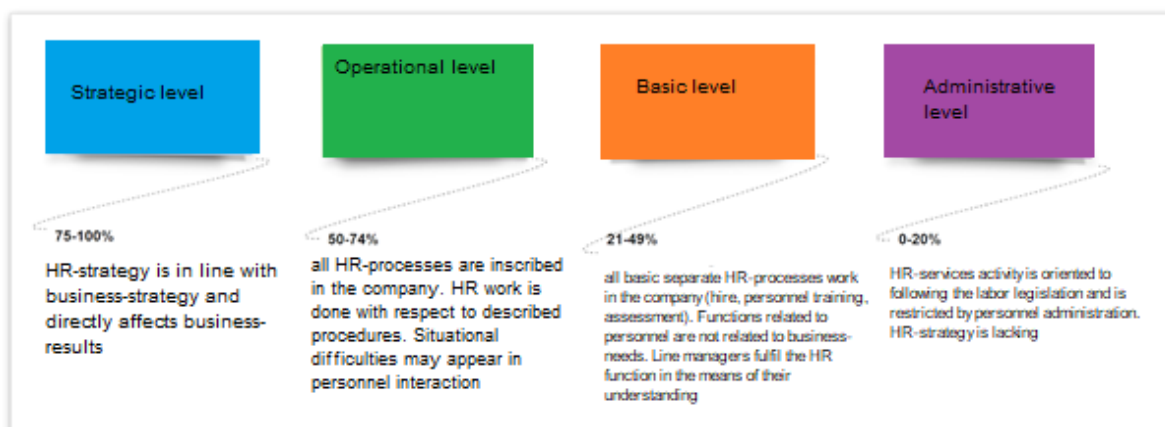 Strategic level
75-100%
HR-strategy is in line with
business-strategy and
directly affects business-
results
Operational level
50-74%
all HR-processes are inscribed
in the company. HR work is
done with respect to described
procedures. Situational
difficulties may appear in
personnel interaction
Basic level
21-49%
all basic separate HR-processes work
in the company (hire, personnel training,
assessment). Functions related to
personnel are not related to business-
needs. Line managers fulfil the HR
function in the means of their
understanding
Administrative
level
0-20%
HR-services activity is oriented to
following the labor legislation and is
restricted by personnel administration.
HR-strategy is lacking